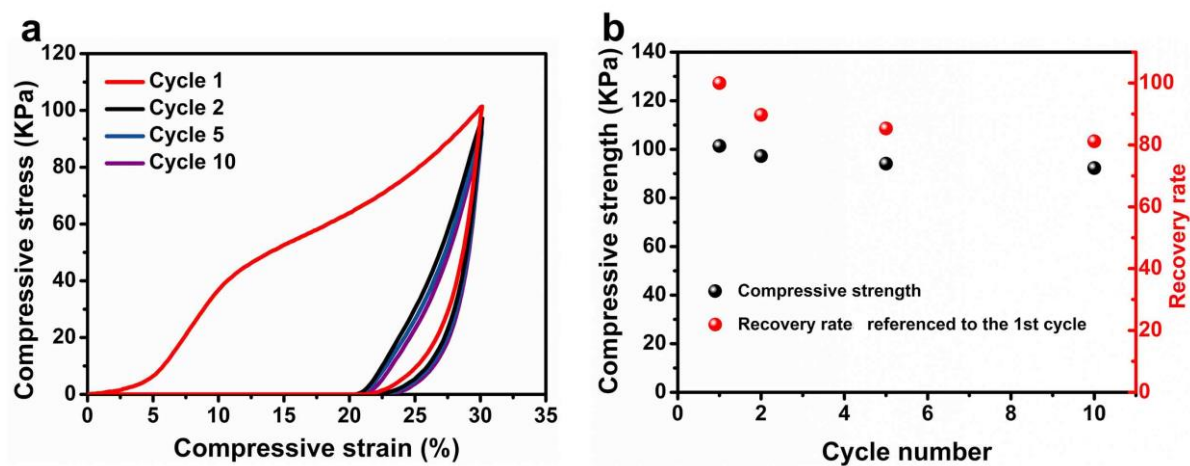 a
Compressive stress (KPa)
120
100
80
60
40
20
0
Cycle 1
Cycle 2
Cycle 5
Cycle 10
0 5 10 15 20 25 30 35
Compressive strain (%)
b
Compressive strength (KPa)
140
120
100
80
60
40
20
0
Compressive strength
Recovery rate referenced to the 1st cycle
0 2 4 6 8 10
Cycle number
100
80
60
40
20
0
Recovery rate